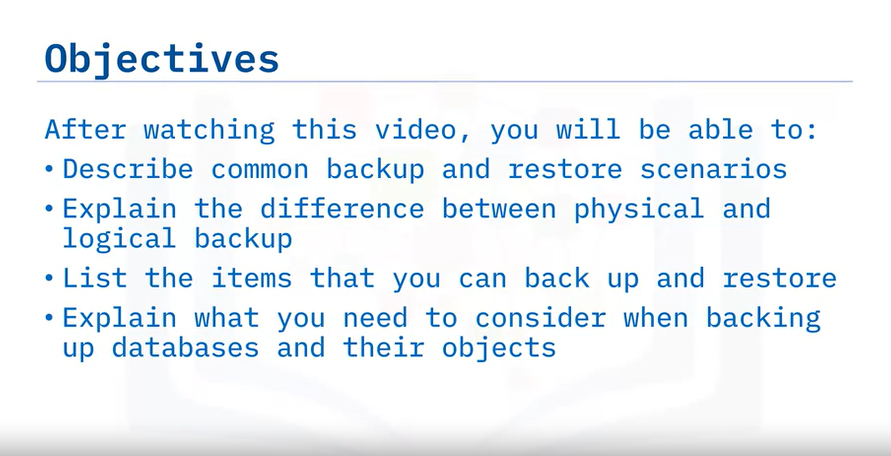 Objectives
After watching this video, you will be able to:
• Describe common backup and restore scenarios
• Explain the difference between physical and
logical backup
• List the items that you can back up and restore
• Explain what you need to consider when backing
up databases and their objects